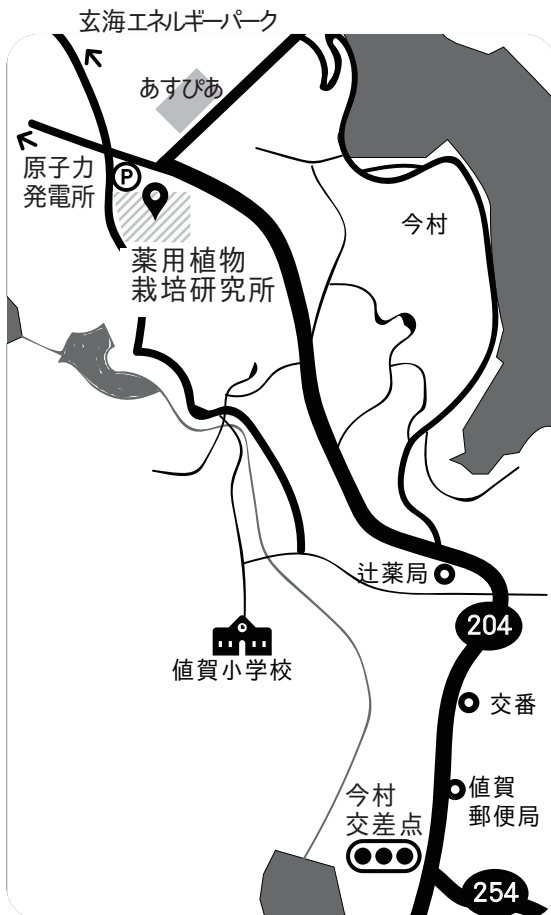 玄海エネルギーパーク
あすぴあ
原子力
発電所
P
今村
薬用植物
栽培研究所
辻薬局
204
値賀小学校
交番
値賀
郵便局
今村
交差点
254